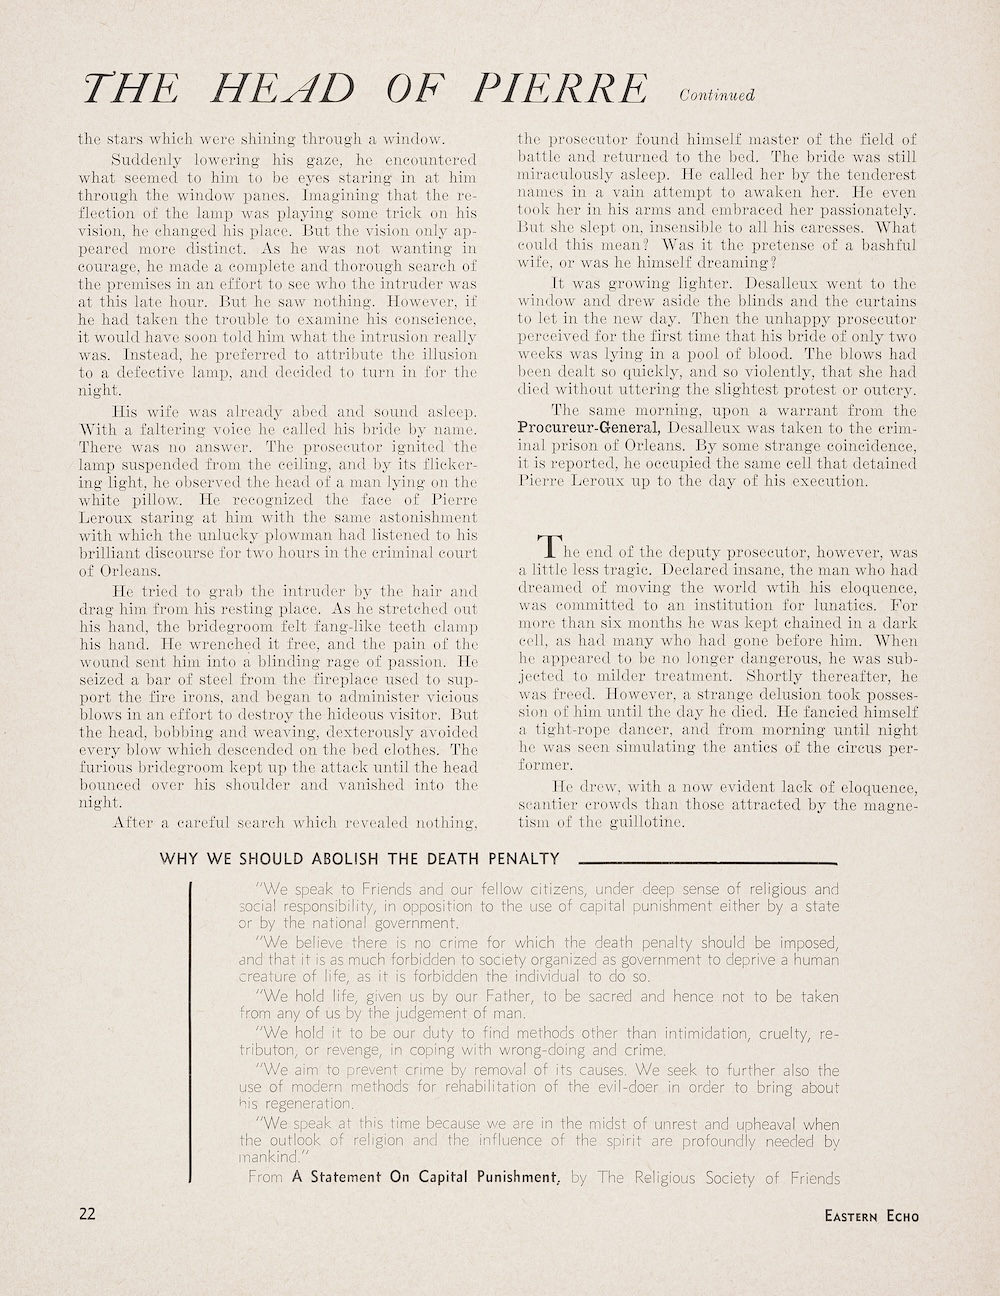 THE HEAD OF PIERRE Continued
the stars which were shining through a window.
Suddenly lowering his gaze, he encountered
what seemed to him to be eyes staring in at him
through the window panes. Imagining that the re-
flection of the lamp was playing some trick on his
vision, he changed his place. But the vision only ap-
peared more distinct. As he was not wanting in
courage, he made a complete and thorough search of
the premises in an effort to see who the intruder was
at this late hour. But he saw nothing. However, if
he had taken the trouble to examine his conscience,
it would have soon told him what the intrusion really
was. Instead, he preferred to attribute the illusion
to a defective lamp, and decided to turn in for the
night.
His wife was already abed and sound asleep.
With a faltering voice he called his bride by name.
There was no answer. The prosecutor ignited the
lamp suspended from the ceiling, and by its flicker-
ing light, he observed the head of a man lying on the
white pillow. He recognized the face of Pierre
Leroux staring at him with the same astonishment
with which the unlucky plowman had listened to his
brilliant discourse for two hours in the criminal court
of Orleans.
He tried to grab the intruder by the hair and
drag him from his resting place. As he stretched out
his hand, the bridegroom felt fang-like teeth clamp
his hand. He wrenched it free, and the pain of the
wound sent him into a blinding rage of passion. He
seized a bar of steel from the fireplace used to sup-
port the fire irons, and began to administer vicious
blows in an effort to destroy the hideous visitor. But
the head, bobbing and weaving, dexterously avoided
every blow which descended on the bed clothes. The
furious bridegroom kept up the attack until the head
bounced over his shoulder and vanished into the
night.
After a careful search which revealed nothing,
the prosecutor found himself master of the field of
battle and returned to the bed. The bride was still
miraculously asleep. He called her by the tenderest
names in a vain attempt to awaken her. He even
took her in his arms and embraced her passionately.
But she slept on, insensible to all his caresses. What
could this mean? Was it the pretense of a bashful
wife, or was he himself dreaming?
It was growing lighter. Desalleux went to the
window and drew aside the blinds and the curtains
to let in the new day. Then the unhappy prosecutor
perceived for the first time that his bride of only two
weeks was lying in a pool of blood. The blows had
been dealt so quickly, and so violently, that she had
died without uttering the slightest protest or outcry.
The same morning, upon a warrant from the
Procureur-General, Desalleux was taken to the crim-
inal prison of Orleans. By some strange coincidence,
it is reported, he occupied the same cell that detained
Pierre Leroux up to the day of his execution.
The end of the deputy prosecutor, however, was
a little less tragic. Declared insane, the man who had
dreamed of moving the world wtih his eloquence,
was committed to an institution for lunatics. For
more than six months he was kept chained in a dark
cell, as had many who had gone before him. When
he appeared to be no longer dangerous, he was sub-
jected to milder treatment. Shortly thereafter, he
was freed. However, a strange delusion took posses-
sion of him until the day he died. He fancied himself
a tight-rope dancer, and from morning until night
he was seen simulating the antics of the circus per-
former.
He drew, with a now evident lack of eloquence,
scantier crowds than those attracted by the magne-
tism of the guillotine.
WHY WE SHOULD ABOLISH THE DEATH PENALTY
"We speak to Friends and our fellow citizens, under deep sense of religious and
social responsibility, in opposition to the use of capital punishment either by a state
or by the national government.
"We believe there is no crime for which the death penalty should be imposed,
and that it is as much forbidden to society organized as government to deprive a human
creature of life, as it is forbidden the individual to do so.
"We hold life, given us by our Father, to be sacred and hence not to be taken
from any of us by the judgement of man.
"We hold it to be our duty to find methods other than intimidation, cruelty, re-
tributon, or revenge, in coping with wrong-doing and crime.
"We aim to prevent crime by removal of its causes. We seek to further also the
use of modern methods for rehabilitation of the evil-doer in order to bring about
his regeneration.
"We speak at this time because we are in the midst of unrest and upheaval when
the outlook of religion and the influence of the spirit are profoundly needed by
mankind."
From A Statement On Capital Punishment, by The Religious Society of Friends
22
EASTERN ECHO